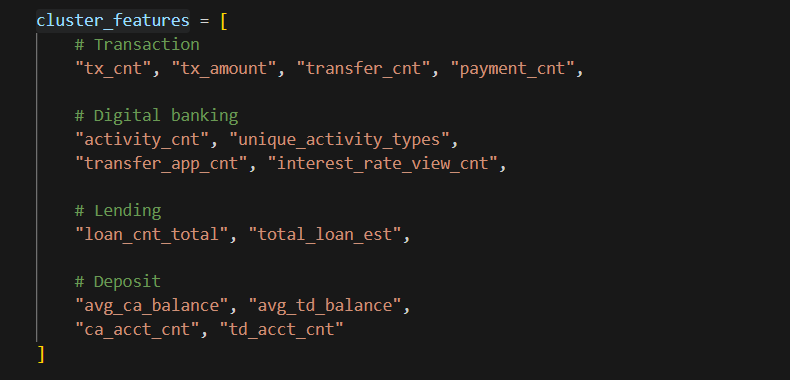 cluster_features = [
# Transaction
"tx_cnt", "tx_amount", "transfer_cnt", "payment_cnt",
# Digital banking
"activity_cnt", "unique_activity_types",
"transfer_app_cnt", "interest_rate_view_cnt",
# Lending
"loan_cnt_total", "total_loan_est",
# Deposit
"avg_ca_balance", "avg_td_balance",
"ca_acct_cnt", "td_acct_cnt"
]